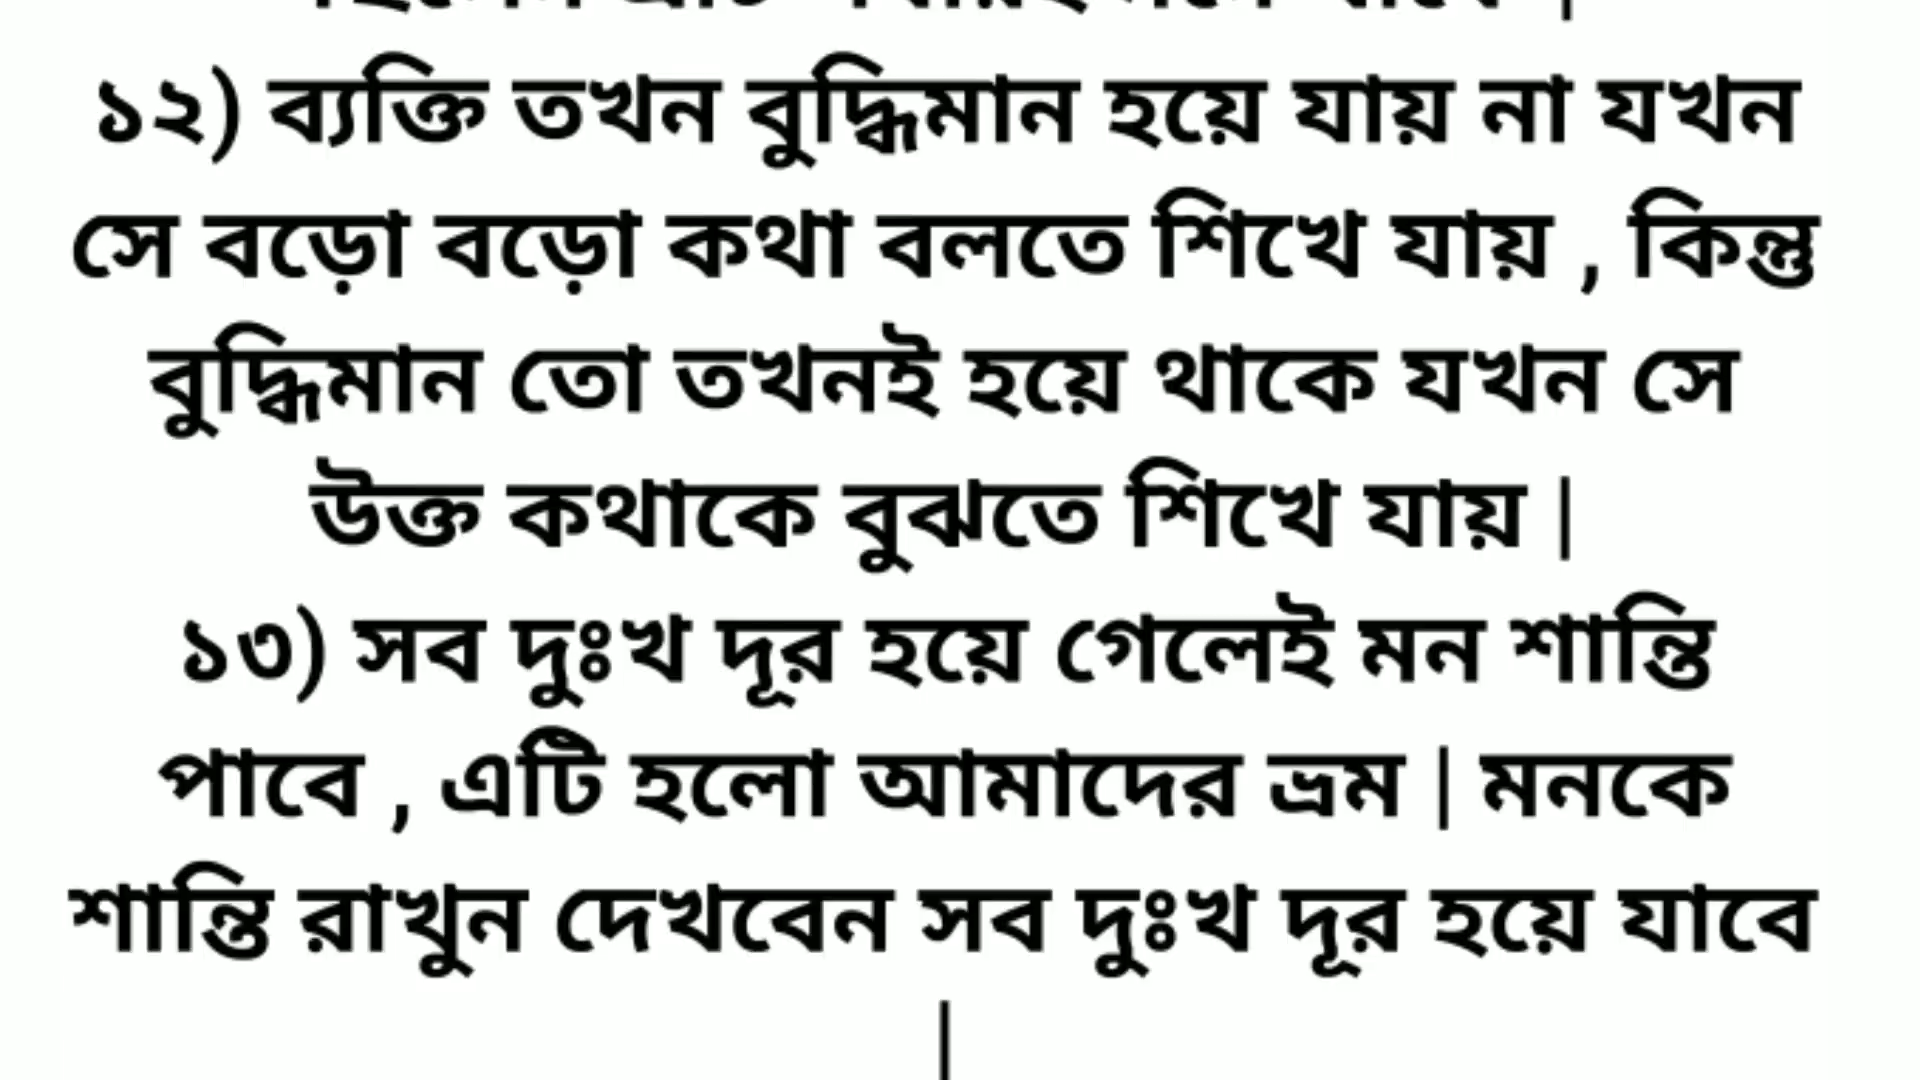 ১২) ব্যক্তি তখন বুদ্ধিমান হয়ে যায় না যখন
সে বড়ো বড়ো কথা বলতে শিখে যায় , কিন্তু
বুদ্ধিমান তো তখনই হয়ে থাকে যখন সে
উক্ত কথাকে বুঝতে শিখে যায় |
১৩) সব দুঃখ দূর হয়ে গেলেই মন শান্তি
পাবে , এটি হলো আমাদের ভ্রম | মনকে
শান্তি রাখুন দেখবেন সব দুঃখ দূর হয়ে যাবে
|